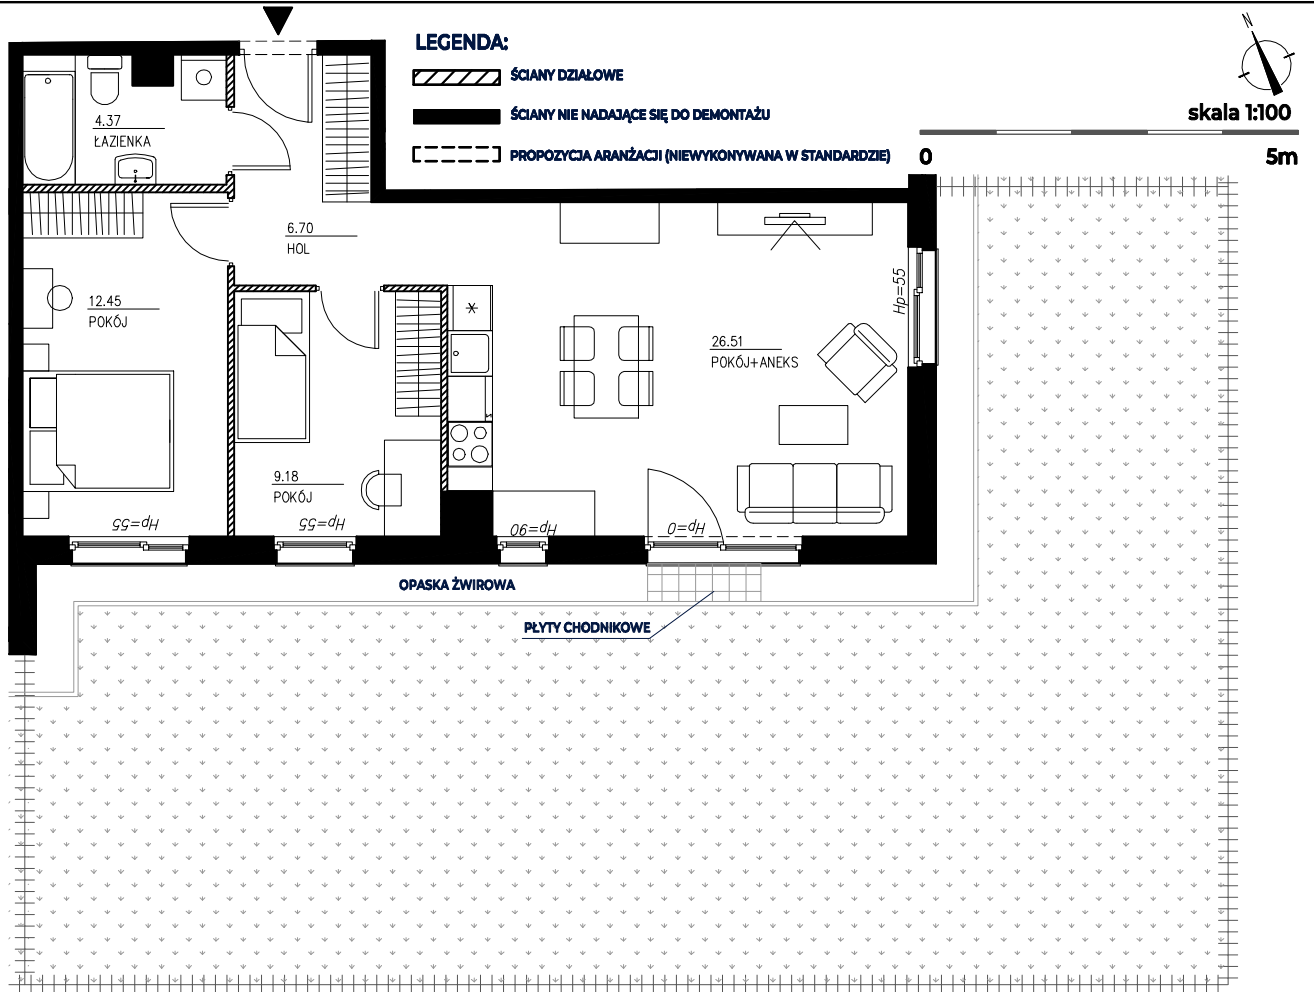 LEGENDA:
ŚCIANY DZIAŁOWE
ŚCIANY NIE NADAJĄCE SIĘ DO DEMONTAŻU
PROPOZYCJA ARANŻACJI (NIEWYKONYWANA W STANDARDZIE)
N
skala 1:100
0
5m
4.37
ŁAZIENKA
6.70
HOL
12.45
POKÓJ
26.51
POKÓJ+ANEKS
Hp=55
9.18
POKÓJ
Hp=55
Hp=55
Hp=90
Hp=0
OPASKA ŻWIROWA
PŁYTY CHODNIKOWE